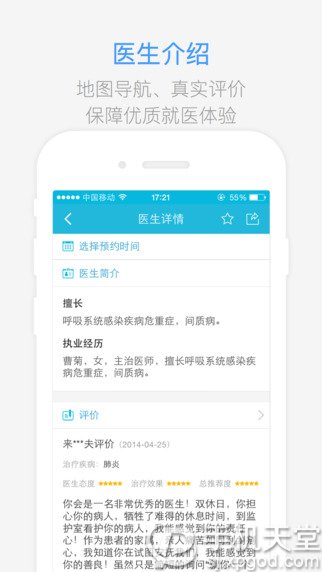 医生介绍
地图导航、真实评价
保障优质就医体验
中国移动 17:21 55%
医生详情
选择预约时间
医生简介
擅长
呼吸系统感染疾病危重症，间质病。
执业经历
曹菊，女，主治医师，擅长呼吸系统感染疾
病危重症，间质病。
评价
来***夫评价 (2014-04-25)
治疗疾病: 肺炎
医生态度 治疗效果 总推荐度
你会是一名非常优秀的医生！双休日，你担
心你的病人，牺牲了难得的休息时间，到监
护室看护你的病人，我能感觉到你的责任
心！作为患者的家属，
我知道你在试图安抚我们，我能感觉到你
的善良！虽然只是
手机天堂
www.xpgod.com